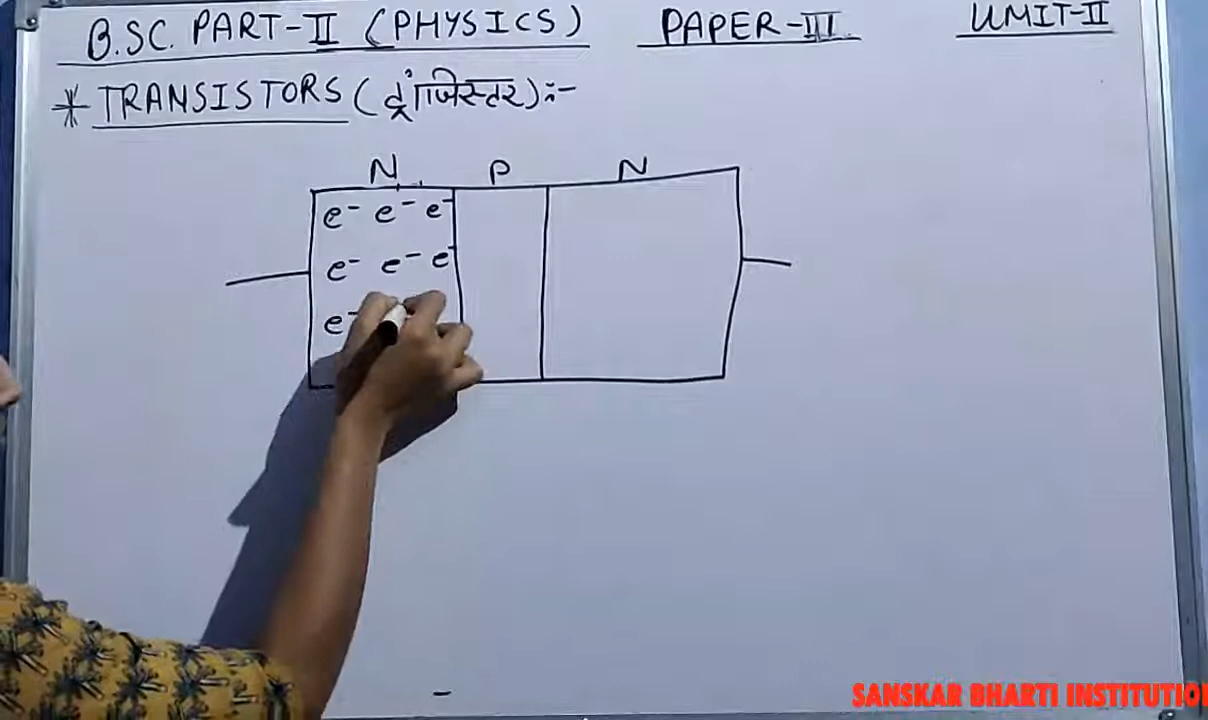 B.SC. PART-II (PHYSICS) PAPER-III UNIT-II
* TRANSISTORS (ट्रांजिस्टर):-
N P N
e⁻ e⁻ e⁻
e⁻ e⁻ e⁻
e⁻
SANSKAR BHARTI INSTITUTIO